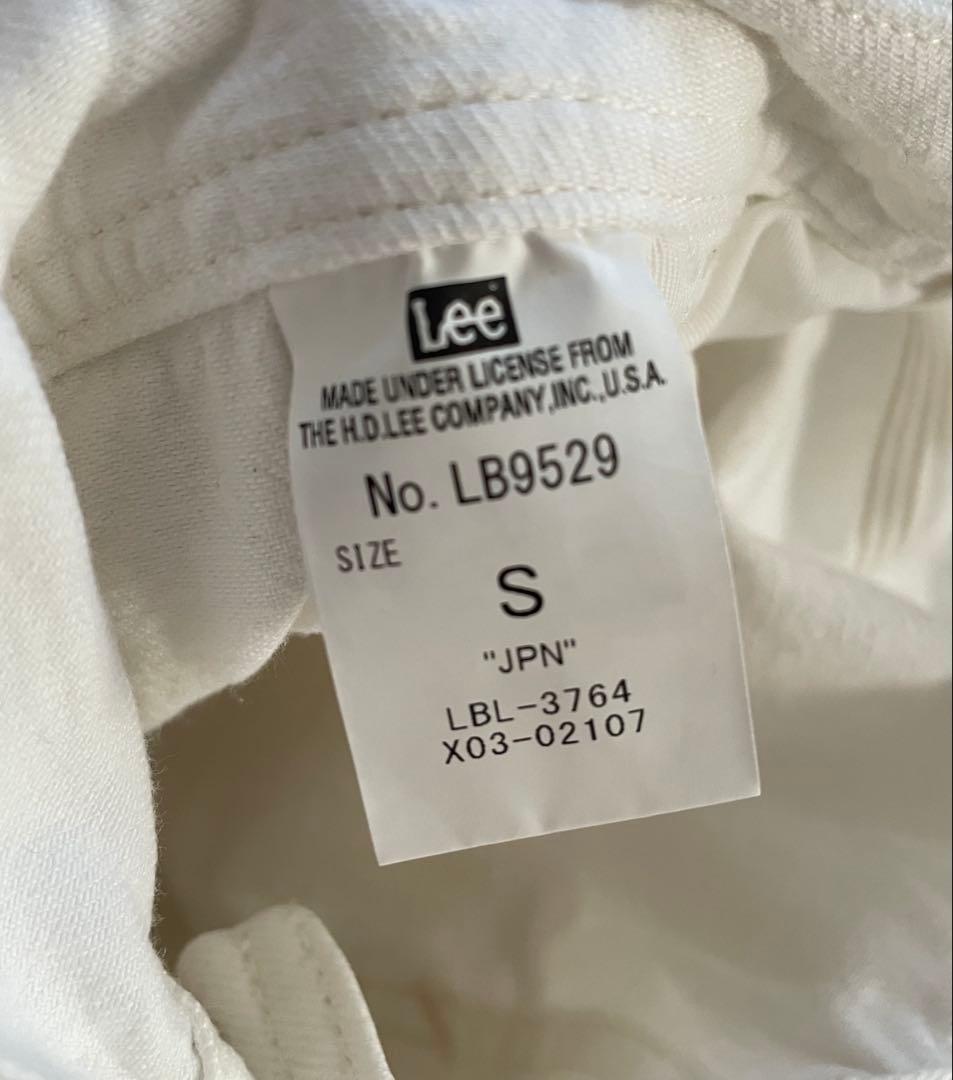 Lee
MADE UNDER LICENSE FROM
THE H.D.LEE COMPANY,INC.,U.S.A.
No. LB9529
SIZE
S
"JPN"
LBL-3764
X03-02107